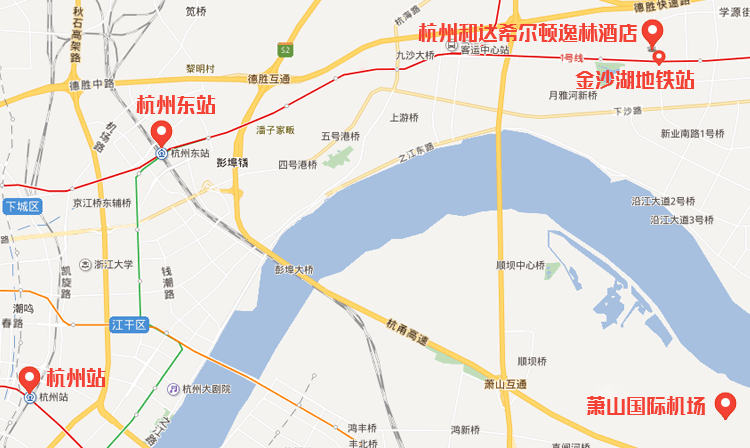 笕桥
秋石高架路
杭海路
德胜快速路
学源街
杭州和达希尔顿逸林酒店
S2
客运中心站
九沙大桥
1号线
黎明村
德胜互通
金沙湖地铁站
德胜中路
月雅河新桥
杭州东站
下沙路
机场路
上游桥
潘子家畈
五号港桥
新业南路1号桥
杭州东站
之江东路
彭埠
四号港桥
下城区
京江桥东辅桥
沿江大道2号桥
沿江大道3号桥
路
浙江大学
凯旋路
钱潮路
彭埠大桥
顺坝中心桥
潮鸣
春路
江干区
杭甬高速
顺坝桥
杭州站
杭州大剧院
萧山互通
杭州站
萧山国际机场
之江路
鸿丰桥
鸿新桥
丰北桥